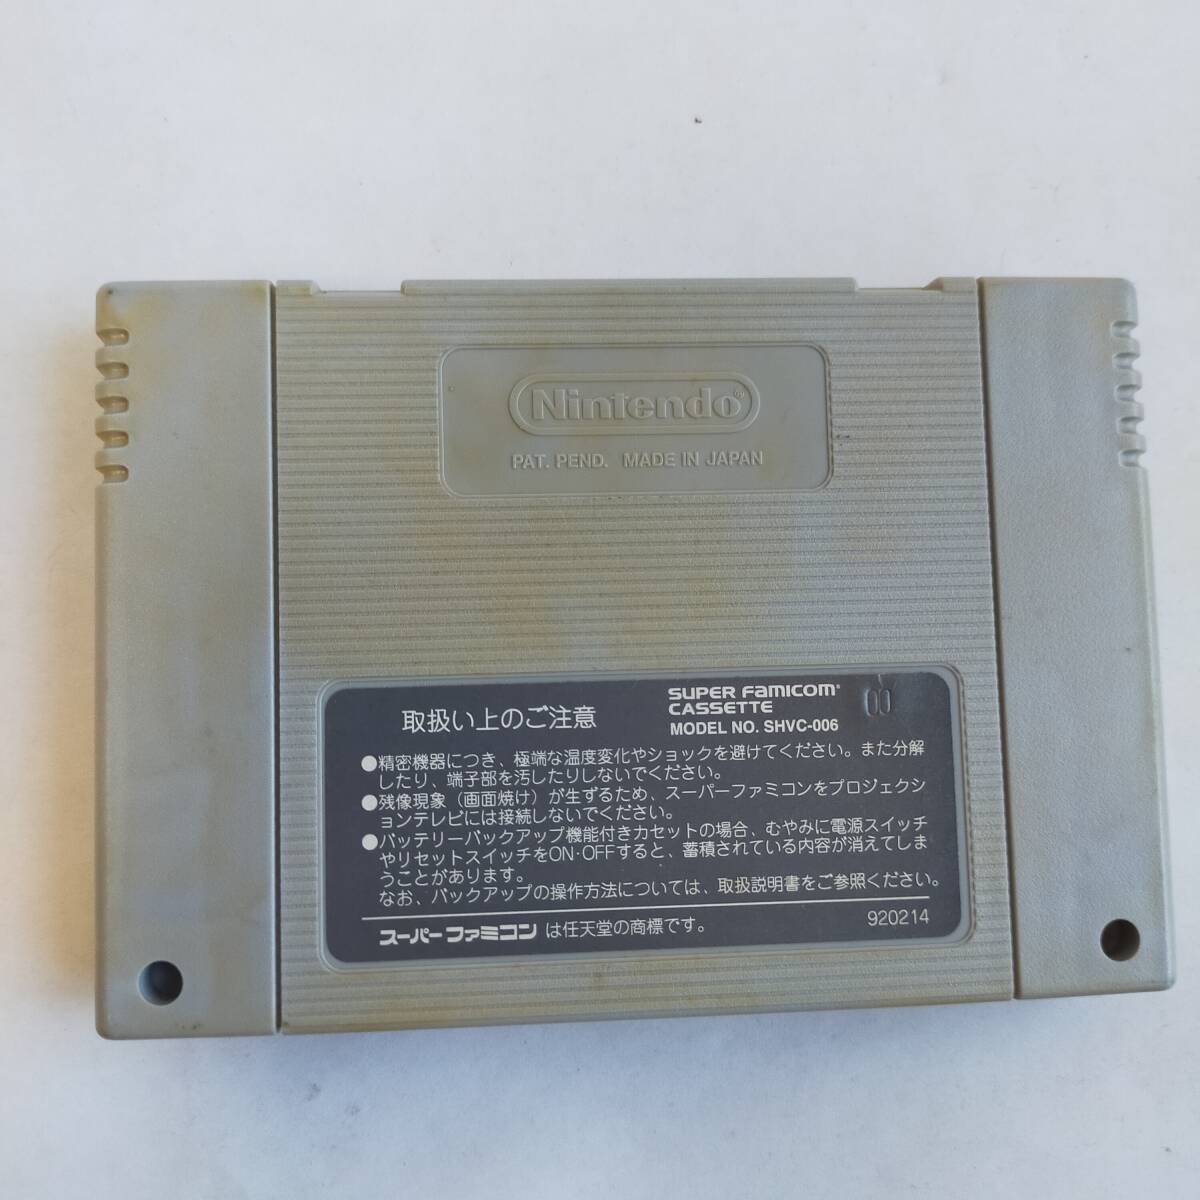 Nintendo®
PAT. PEND. MADE IN JAPAN
取扱い上のご注意
SUPER FAMICOM®
CASSETTE
MODEL NO. SHVC-006
00
●精密機器につき、極端な温度変化やショックを避けてください。また分解
したり、端子部を汚したりしないでください。
●残像現象（画面焼け）が生ずるため、スーパーファミコンをプロジェクシ
ョンテレビには接続しないでください。
●バッテリーバックアップ機能付きカセットの場合、むやみに電源スイッチ
やリセットスイッチをON・OFFすると、蓄積されている内容が消えてしま
うことがあります。
なお、バックアップの操作方法については、取扱説明書をご参照ください。
スーパーファミコン は任天堂の商標です。
920214